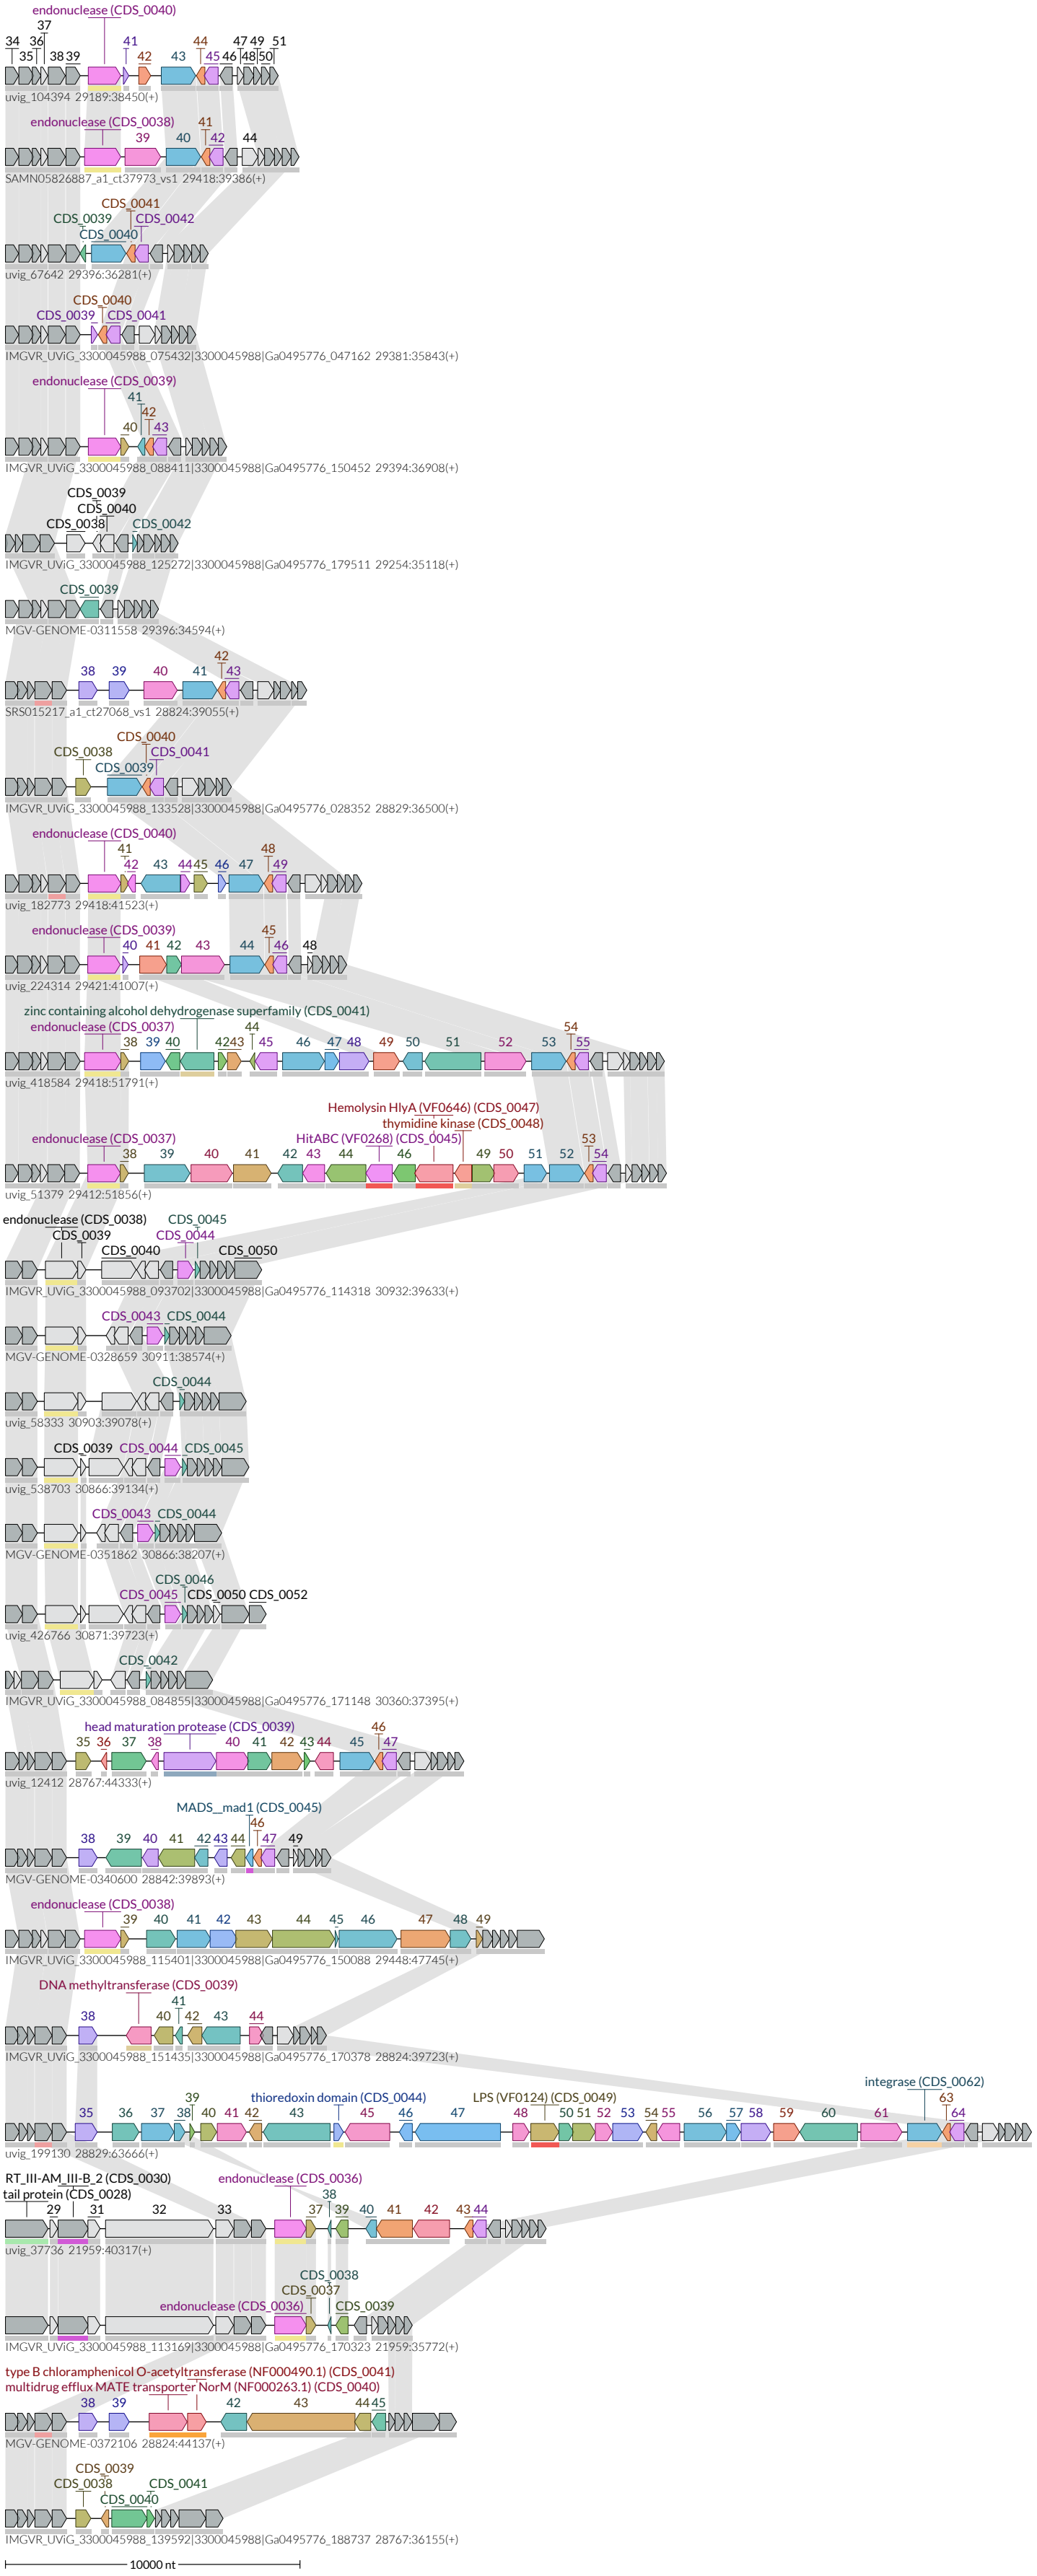 endonuclease (CDS_0040)
37
34 36 41 44 47 49 51
35 38 39 42 43 45 46 48 50
uvig_104394 29189:38450(+)
endonuclease (CDS_0038) 41
39 40 42 44
SAMN05826887_a1_ct37973_vs1 29418:39386(+)
CDS_0041
CDS_0039 CDS_0042
CDS_0040
uvig_67642 29396:36281(+)
CDS_0040
CDS_0039 CDS_0041
IMGVR_UViG_3300045988_075432|3300045988|Ga0495776_047162 29381:35843(+)
endonuclease (CDS_0039)
41
42
40 43
IMGVR_UViG_3300045988_088411|3300045988|Ga0495776_150452 29394:36908(+)
CDS_0039
CDS_0040
CDS_0038 CDS_0042
IMGVR_UViG_3300045988_125272|3300045988|Ga0495776_179511 29254:35118(+)
CDS_0039
MGV-GENOME-0311558 29396:34594(+)
42
38 39 40 41 43
SRS015217_a1_ct27068_vs1 28824:39055(+)
CDS_0040
CDS_0038 CDS_0041
CDS_0039
IMGVR_UViG_3300045988_133528|3300045988|Ga0495776_028352 28829:36500(+)
endonuclease (CDS_0040)
41 48
42 43 44 45 46 47 49
uvig_182773 29418:41523(+)
endonuclease (CDS_0039) 45
40 41 42 43 44 46 48
uvig_224314 29421:41007(+)
zinc containing alcohol dehydrogenase superfamily (CDS_0041)
endonuclease (CDS_0037) 44 54
38 39 40 42 43 45 46 47 48 49 50 51 52 53 55
uvig_418584 29418:51791(+)
Hemolysin HlyA (VF0646) (CDS_0047)
thymidine kinase (CDS_0048)
endonuclease (CDS_0037) HitABC (VF0268) (CDS_0045) 53
38 39 40 41 42 43 44 46 49 50 51 52 54
uvig_51379 29412:51856(+)
endonuclease (CDS_0038) CDS_0045
CDS_0039 CDS_0044
CDS_0040 CDS_0050
IMGVR_UViG_3300045988_093702|3300045988|Ga0495776_114318 30932:39633(+)
CDS_0043 CDS_0044
MGV-GENOME-0328659 30911:38574(+)
CDS_0044
uvig_58333 30903:39078(+)
CDS_0039 CDS_0044 CDS_0045
uvig_538703 30866:39134(+)
CDS_0043 CDS_0044
MGV-GENOME-0351862 30866:38207(+)
CDS_0046
CDS_0045 CDS_0050 CDS_0052
uvig_426766 30871:39723(+)
CDS_0042
IMGVR_UViG_3300045988_084855|3300045988|Ga0495776_171148 30360:37395(+)
head maturation protease (CDS_0039) 46
35 36 37 38 40 41 42 43 44 45 47
uvig_12412 28767:44333(+)
MADS__mad1 (CDS_0045)
46
38 39 40 41 42 43 44 47 49
MGV-GENOME-0340600 28842:39893(+)
endonuclease (CDS_0038)
39 40 41 42 43 44 45 46 47 48 49
IMGVR_UViG_3300045988_115401|3300045988|Ga0495776_150088 29448:47745(+)
DNA methyltransferase (CDS_0039)
41
38 40 42 43 44
IMGVR_UViG_3300045988_151435|3300045988|Ga0495776_170378 28824:39723(+)
integrase (CDS_0062)
39 thioredoxin domain (CDS_0044) LPS (VF0124) (CDS_0049) 63
35 36 37 38 40 41 42 43 45 46 47 48 50 51 52 53 54 55 56 57 58 59 60 61 64
uvig_199130 28829:63666(+)
RT_III-AM_III-B_2 (CDS_0030) endonuclease (CDS_0036)
tail protein (CDS_0028) 38
29 31 32 33 37 39 40 41 42 43 44
uvig_37736 21959:40317(+)
CDS_0038
CDS_0037
endonuclease (CDS_0036) CDS_0039
IMGVR_UViG_3300045988_113169|3300045988|Ga0495776_170323 21959:35772(+)
type B chloramphenicol O-acetyltransferase (NF000490.1) (CDS_0041)
multidrug efflux MATE transporter NorM (NF000263.1) (CDS_0040)
38 39 42 43 44 45
MGV-GENOME-0372106 28824:44137(+)
CDS_0039
CDS_0038 CDS_0041
CDS_0040
IMGVR_UViG_3300045988_139592|3300045988|Ga0495776_188737 28767:36155(+)
10000 nt